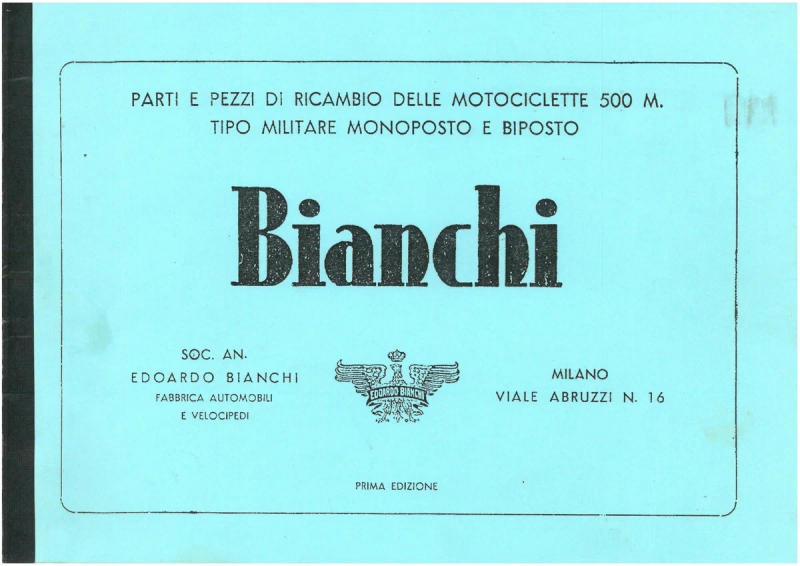 PARTI E PEZZI DI RICAMBIO DELLE MOTOCICLETTE 500 M.
TIPO MILITARE MONOPOSTO E BIPOSTO
Bianchi
SOC. AN.
EDOARDO BIANCHI
FABBRICA AUTOMOBILI
E VELOCIPEDI
EDOARDO BIANCHI
MILANO
VIALE ABRUZZI N. 16
PRIMA EDIZIONE